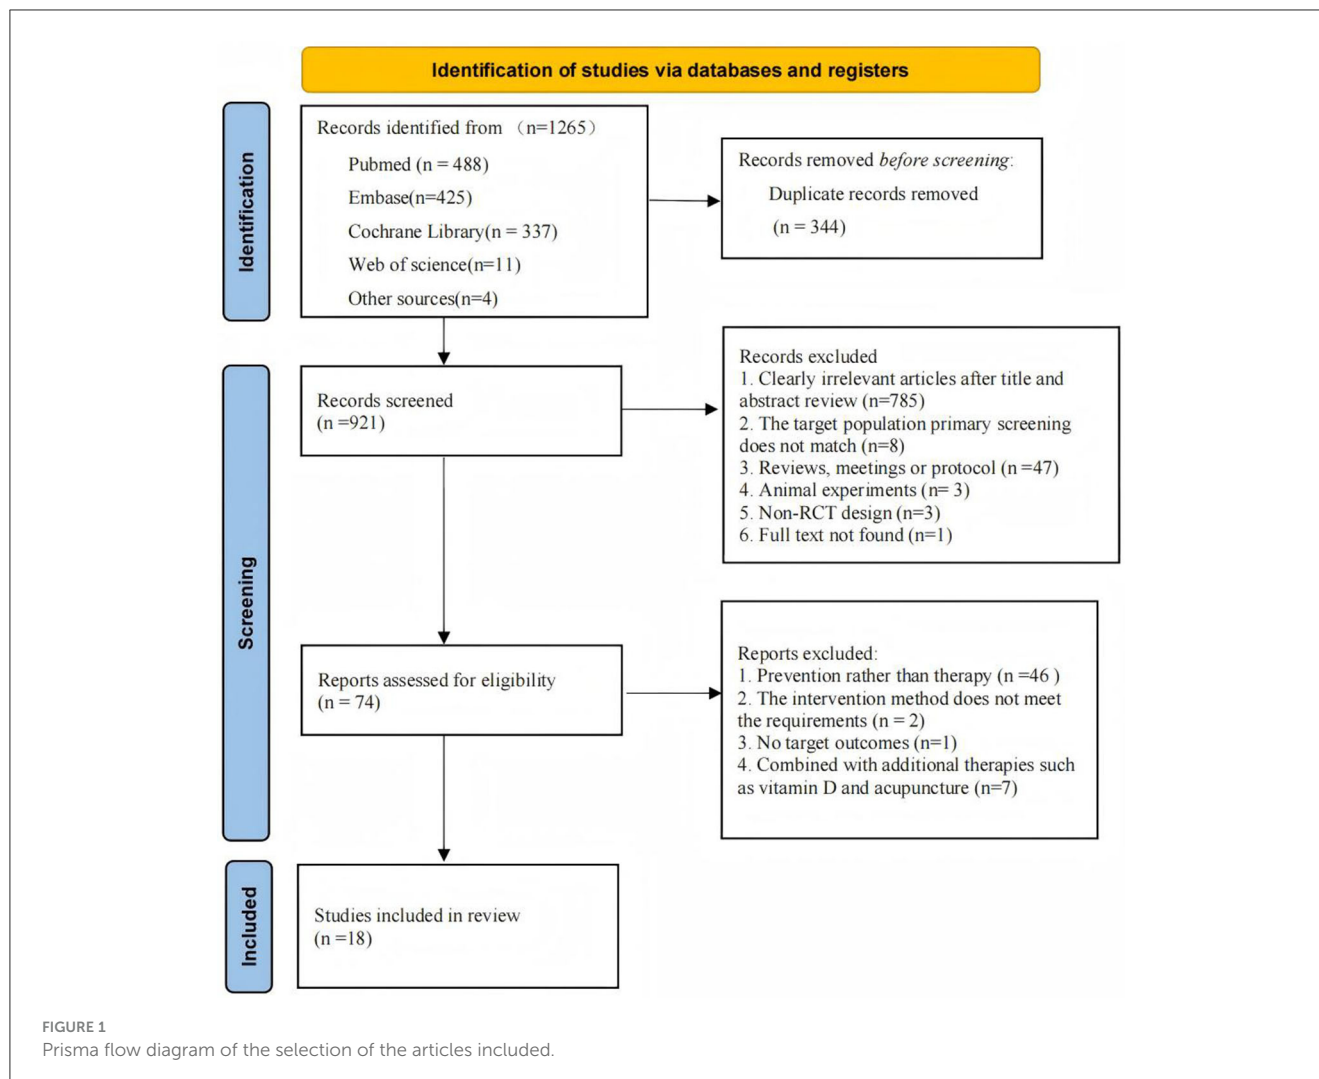 Identification of studies via databases and registers
Identification
Records identified from （n=1265）
Pubmed (n = 488)
Embase(n=425)
Cochrane Library(n = 337)
Web of science(n=11)
Other sources(n=4)
Records removed before screening:
Duplicate records removed
(n = 344)
Screening
Records screened
(n =921)
Records excluded
1. Clearly irrelevant articles after title and
abstract review (n=785)
2. The target population primary screening
does not match (n=8)
3. Reviews, meetings or protocol (n =47)
4. Animal experiments (n= 3)
5. Non-RCT design (n=3)
6. Full text not found (n=1)
Reports assessed for eligibility
(n = 74)
Reports excluded:
1. Prevention rather than therapy (n =46 )
2. The intervention method does not meet
the requirements (n = 2)
3. No target outcomes (n=1)
4. Combined with additional therapies such
as vitamin D and acupuncture (n=7)
Included
Studies included in review
(n =18)
FIGURE 1
Prisma flow diagram of the selection of the articles included.